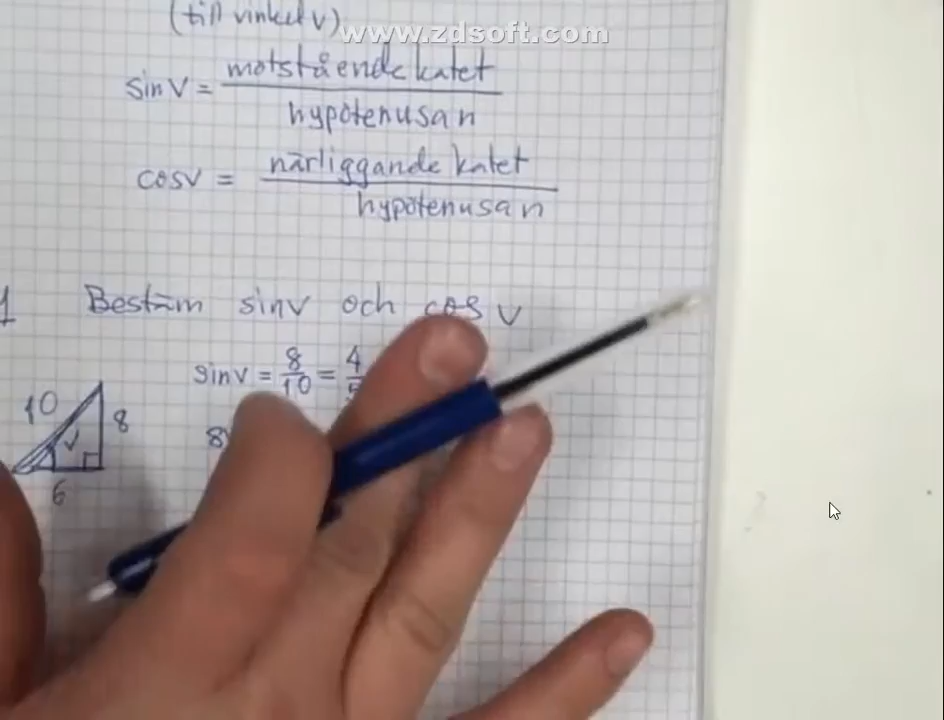 (till vinkel v)
www.zdsoft.com
sin v = motstående katet
hypotenusan
cos v = närliggande katet
hypotenusan
1 Bestäm sin v och cos v
sin v = 8/10 = 4/5
10
8
v
6